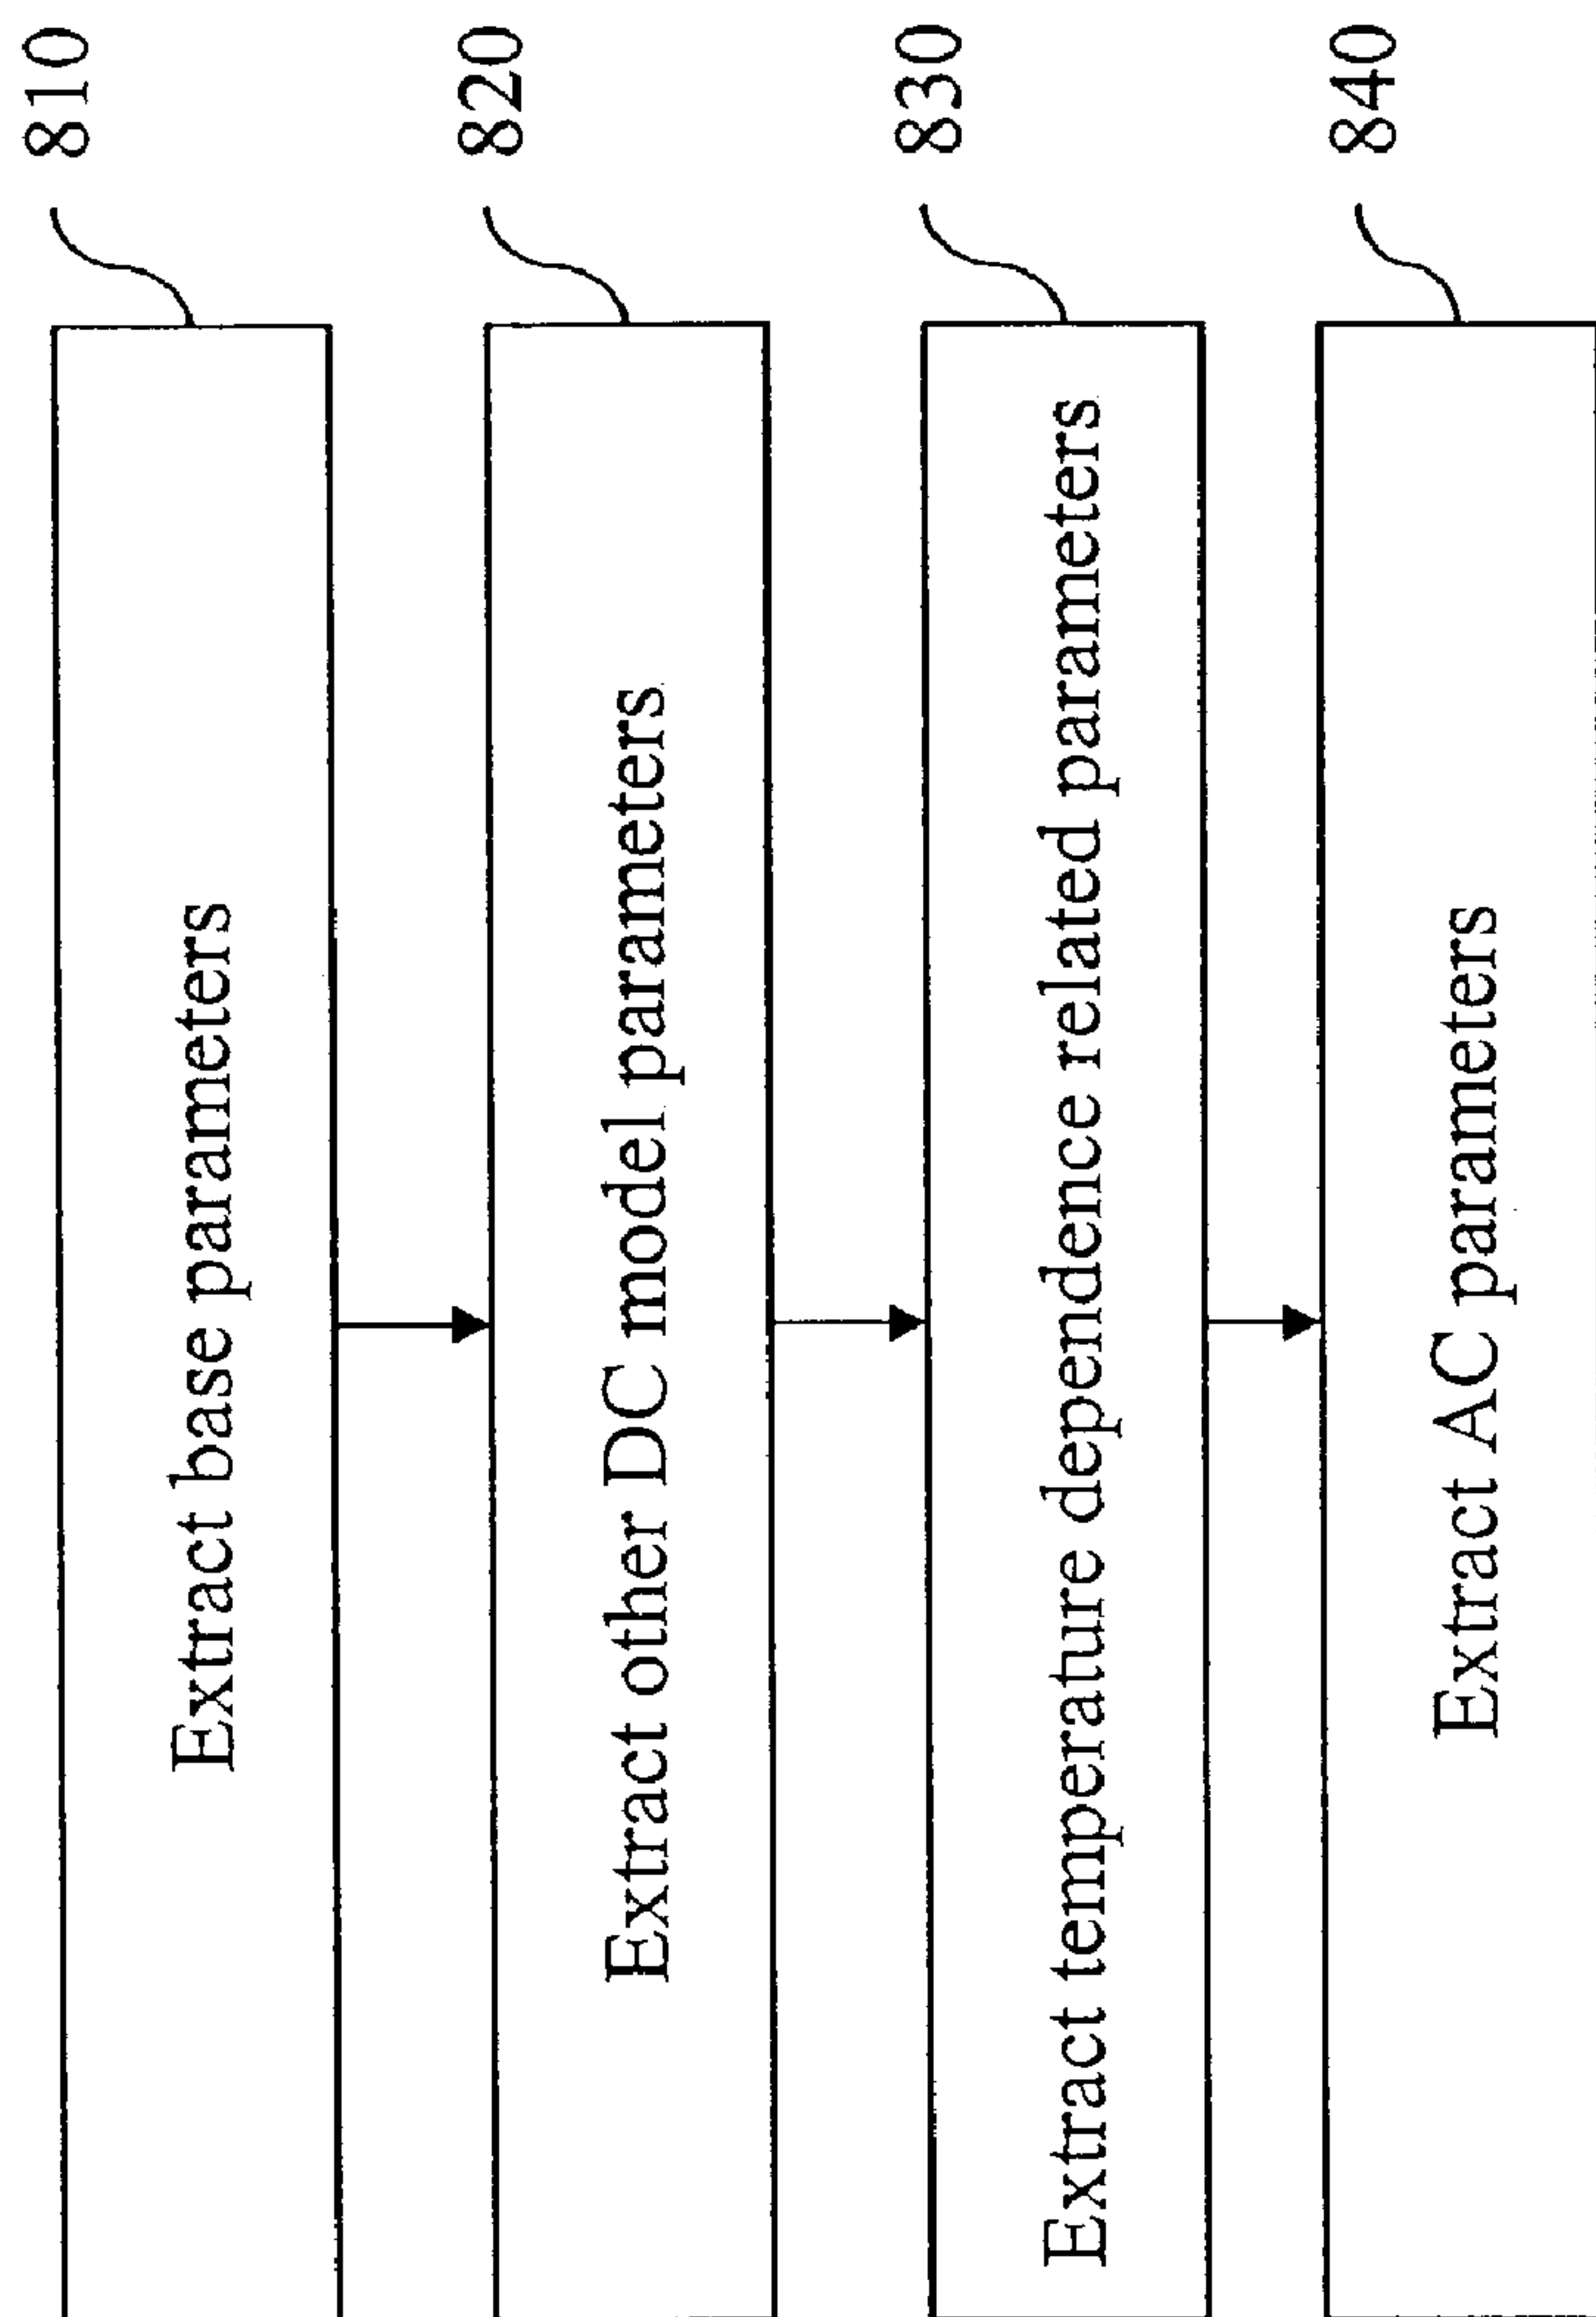 Extract base parameters
810
Extract other DC model parameters
820
Extract temperature dependence related parameters
830
Extract AC parameters
840